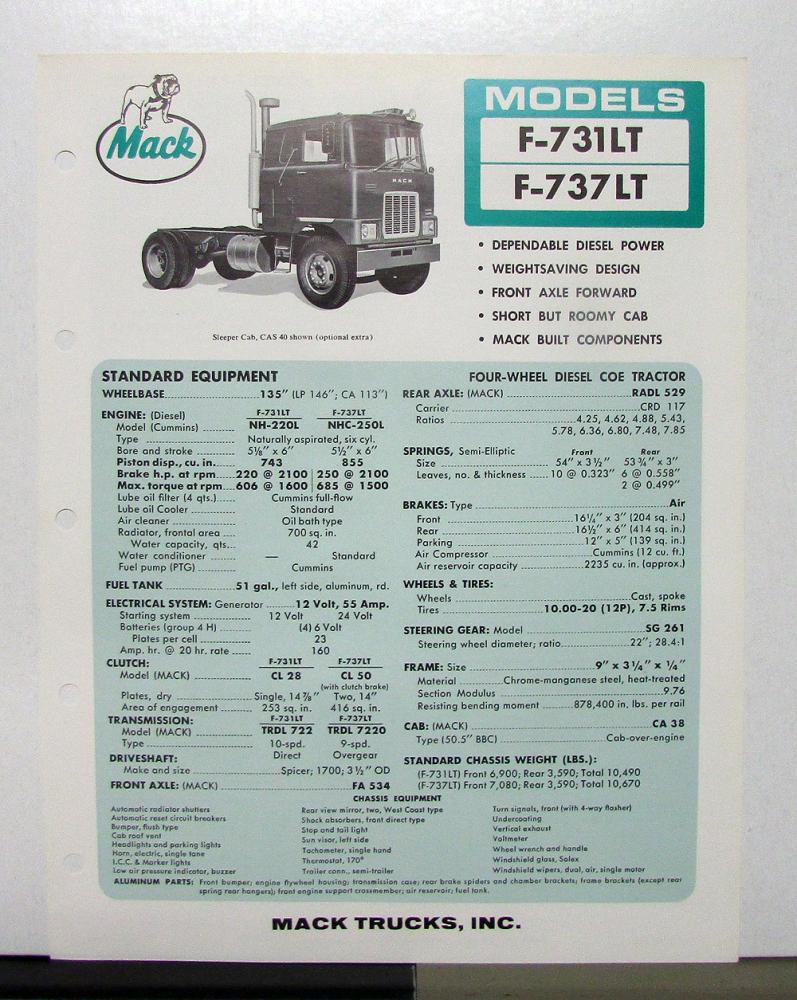 Mack
MODELS
F-731LT
F-737LT
• DEPENDABLE DIESEL POWER
• WEIGHTSAVING DESIGN
• FRONT AXLE FORWARD
• SHORT BUT ROOMY CAB
• MACK BUILT COMPONENTS
MACK
Sleeper Cab, CAS 40 shown (optional extra)
STANDARD EQUIPMENT
FOUR-WHEEL DIESEL COE TRACTOR
WHEELBASE 135" (LP 146"; CA 113")
ENGINE: (Diesel) F-731LT F-737LT
Model (Cummins) NH-220L NHC-250L
Type Naturally aspirated, six cyl.
Bore and stroke 5⅛" x 6" 5½" x 6"
Piston disp., cu. in. 743 855
Brake h.p. at rpm 220 @ 2100 250 @ 2100
Max. torque at rpm 606 @ 1600 685 @ 1500
Lube oil filter (4 qts.) Cummins full-flow
Lube oil Cooler Standard
Air cleaner Oil bath type
Radiator, frontal area 700 sq. in.
Water capacity, qts. 42
Water conditioner — Standard
Fuel pump (PTG) Cummins
FUEL TANK 51 gal., left side, aluminum, rd.
ELECTRICAL SYSTEM: Generator 12 Volt, 55 Amp.
Starting system 12 Volt 24 Volt
Batteries (group 4 H) (4) 6 Volt
Plates per cell 23
Amp. hr. @ 20 hr. rate 160
CLUTCH: F-731LT F-737LT
Model (MACK) CL 28 CL 50
(with clutch brake)
Plates, dry Single, 14⅞" Two, 14"
Area of engagement 253 sq. in. 416 sq. in.
TRANSMISSION: F-731LT F-737LT
Model (MACK) TRDL 722 TRDL 7220
Type 10-spd. 9-spd.
Direct Overgear
DRIVESHAFT:
Make and size Spicer; 1700; 3½" OD
FRONT AXLE: (MACK) FA 534
REAR AXLE: (MACK) RADL 529
Carrier CRD 117
Ratios 4.25, 4.62, 4.88, 5.43,
5.78, 6.36, 6.80, 7.48, 7.85
SPRINGS, Semi-Elliptic Front Rear
Size 54" x 3½" 53¾" x 3"
Leaves, no. & thickness 10 @ 0.323" 6 @ 0.558"
2 @ 0.499"
BRAKES: Type Air
Front 16¼" x 3" (204 sq. in.)
Rear 16½" x 6" (414 sq. in.)
Parking 12" x 5" (139 sq. in.)
Air Compressor Cummins (12 cu. ft.)
Air reservoir capacity 2235 cu. in. (approx.)
WHEELS & TIRES:
Wheels Cast, spoke
Tires 10.00-20 (12P), 7.5 Rims
STEERING GEAR: Model SG 261
Steering wheel diameter; ratio 22"; 28.4:1
FRAME: Size 9" x 3¼" x ¼"
Material Chrome-manganese steel, heat-treated
Section Modulus 9.76
Resisting bending moment 878,400 in. lbs. per rail
CAB: (MACK) CA 38
Type (50.5" BBC) Cab-over-engine
STANDARD CHASSIS WEIGHT (LBS.):
(F-731LT) Front 6,900; Rear 3,590; Total 10,490
(F-737LT) Front 7,080; Rear 3,590; Total 10,670
CHASSIS EQUIPMENT
Automatic radiator shutters
Automatic reset circuit breakers
Bumper, flush type
Cab roof vent
Headlights and parking lights
Horn, electric, single tone
I.C.C. & Marker lights
Low air pressure indicator, buzzer
Rear view mirror, two, West Coast type
Shock absorbers, front direct type
Stop and tail light
Sun visor, left side
Tachometer, single hand
Thermostat, 170°
Trailer conn., semi-trailer
Turn signals, front (with 4-way flasher)
Undercoating
Vertical exhaust
Voltmeter
Wheel wrench and handle
Windshield glass, Solex
Windshield wipers, dual, air, single motor
ALUMINUM PARTS: Front bumper; engine flywheel housing; transmission case; rear brake spiders and chamber brackets; frame brackets (except rear
spring rear hangers); front engine support crossmember; air reservoir; fuel tank.
MACK TRUCKS, INC.